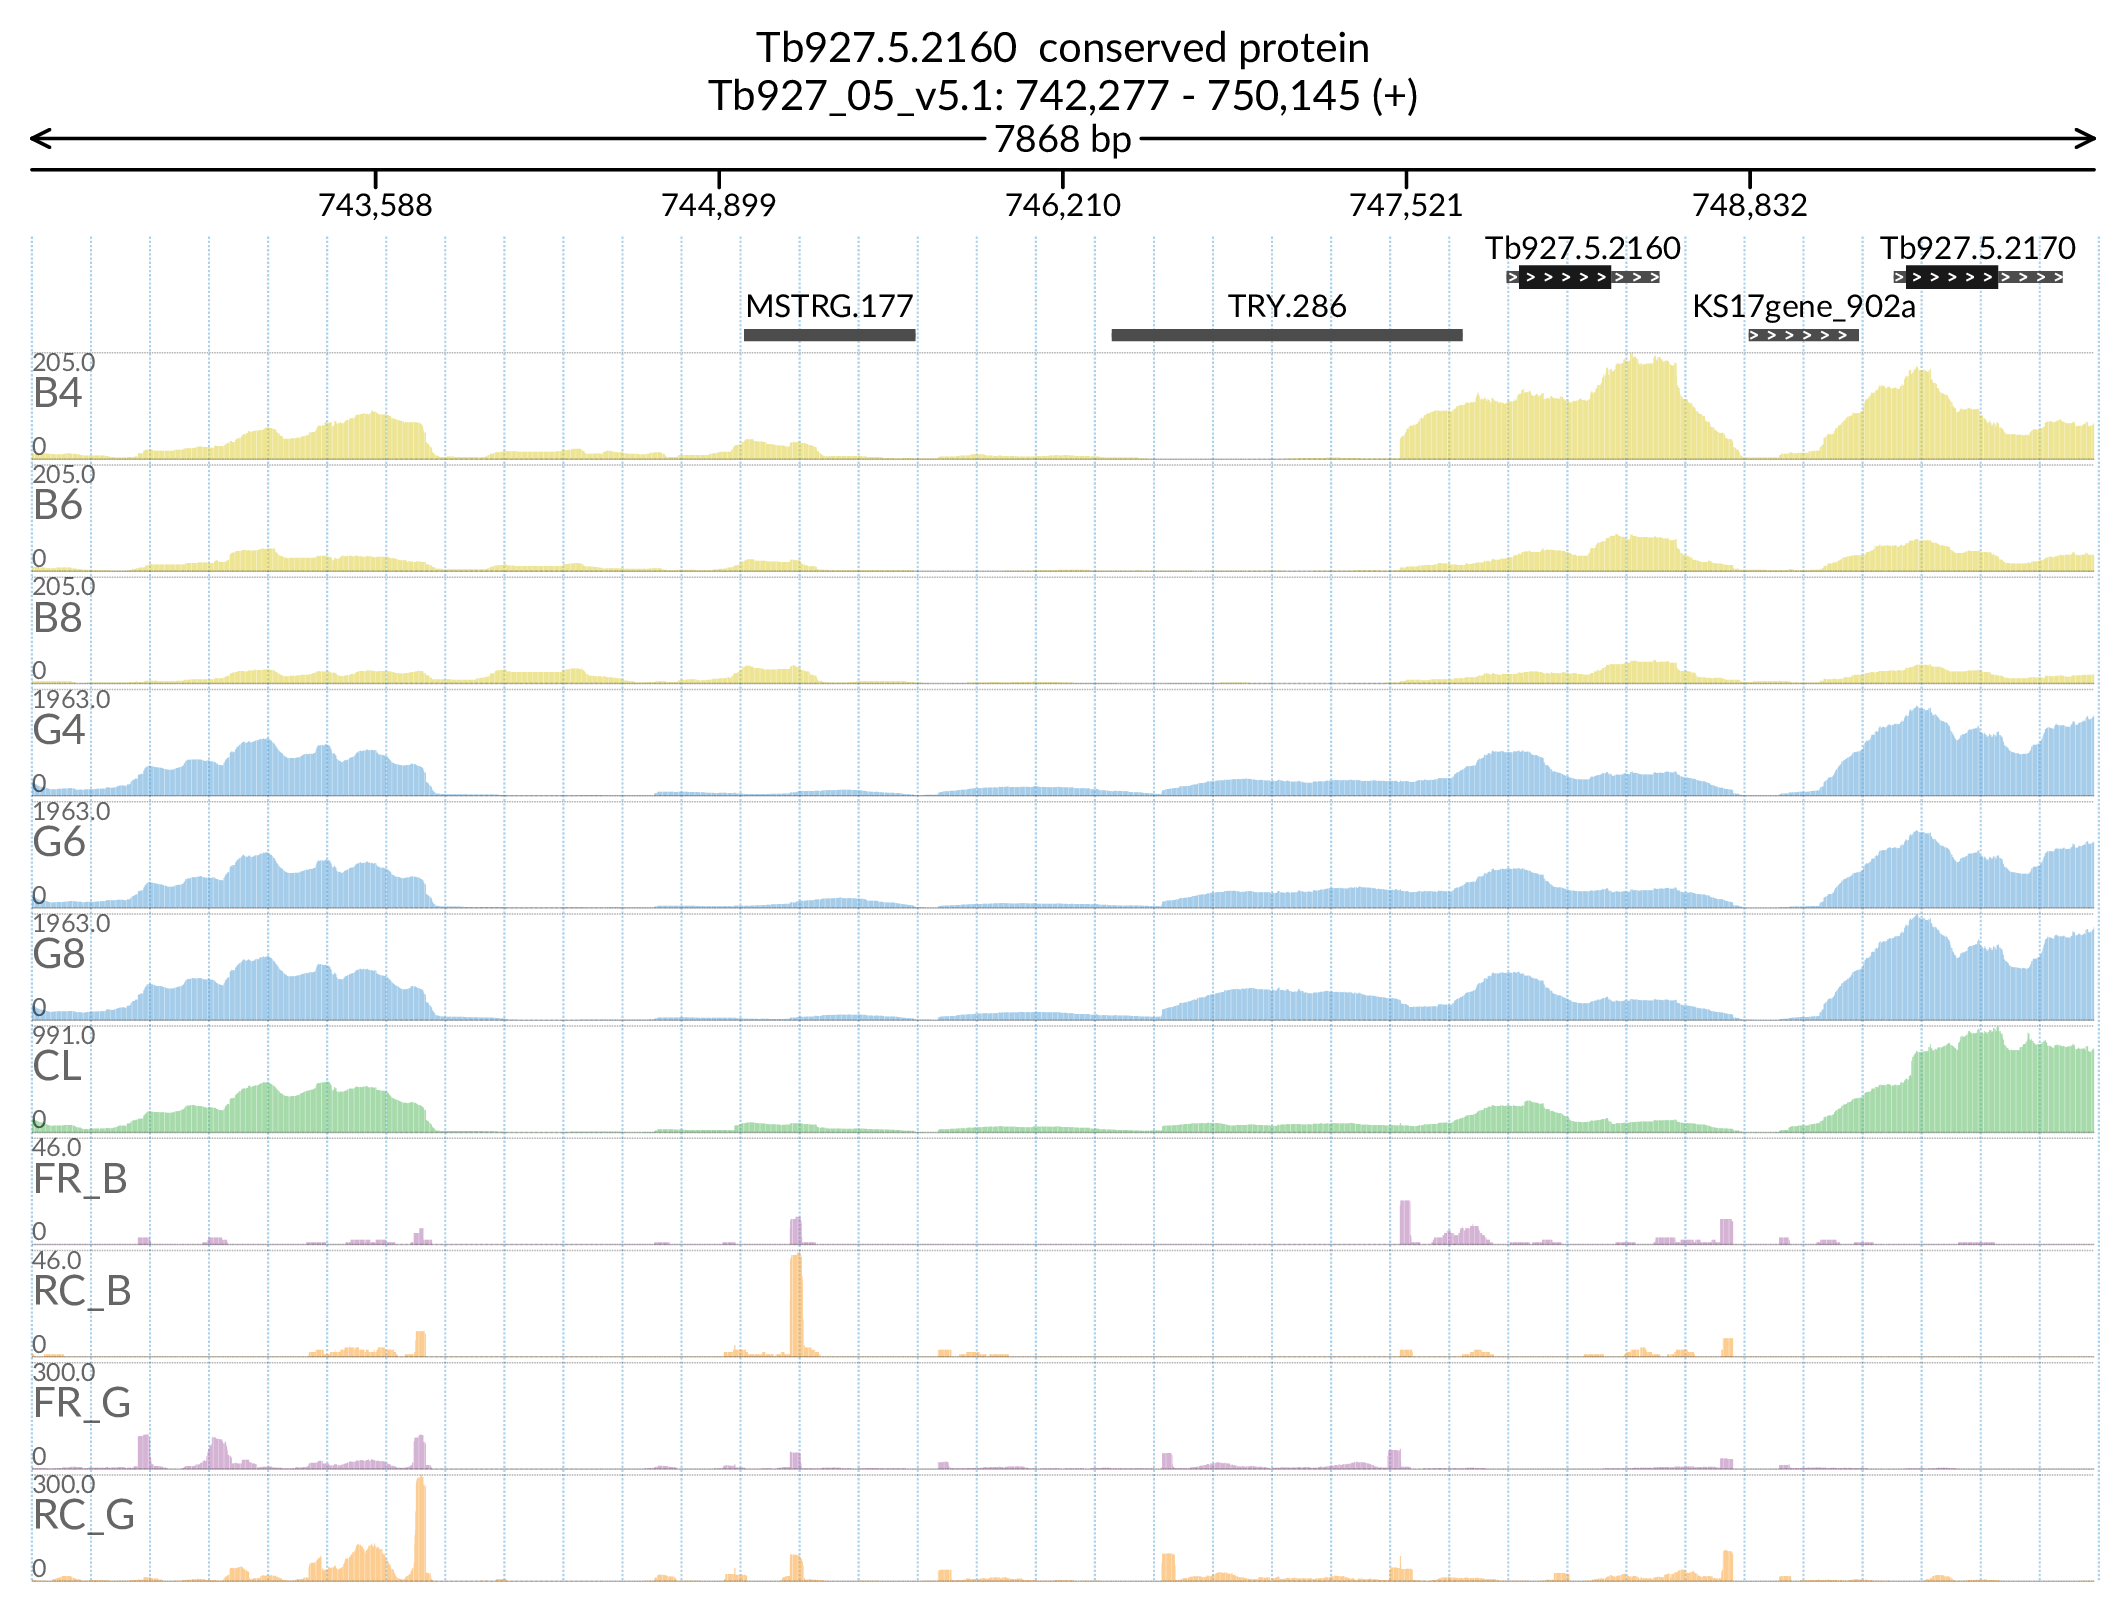 Tb927.5.2160 conserved protein
Tb927_05_v5.1: 742,277 - 750,145 (+)
7868 bp
743,588 744,899 746,210 747,521 748,832
Tb927.5.2160 Tb927.5.2170
MSTRG.177 TRY.286 KS17gene_902a
205.0
B4
0
205.0
B6
0
205.0
B8
0
1963.0
G4
0
1963.0
G6
0
1963.0
G8
0
991.0
CL
0
46.0
FR_B
0
46.0
RC_B
0
300.0
FR_G
0
300.0
RC_G
0